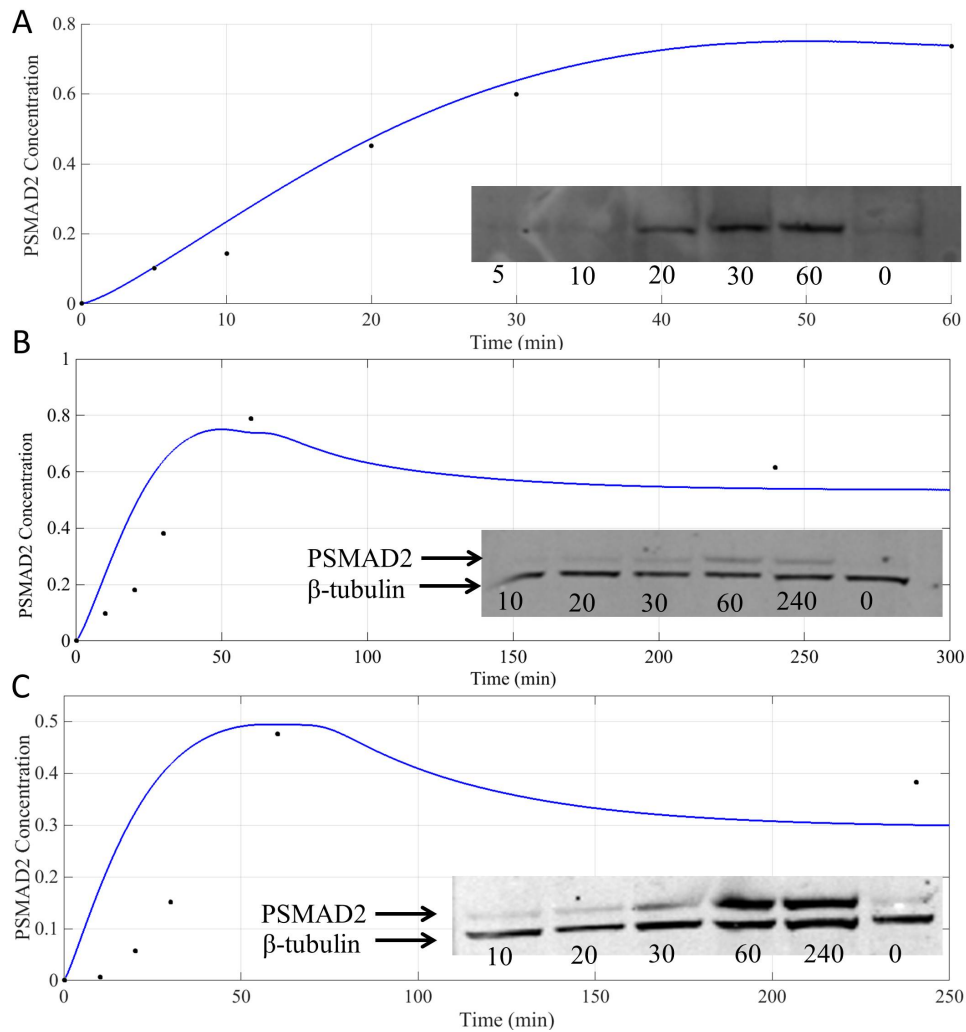 A
0.8
0.6
0.4
0.2
0
PSMAD2 Concentration
5 10 20 30 60 0
0 10 20 30 40 50 60
Time (min)
B
1
0.8
0.6
0.4
0.2
0
PSMAD2 Concentration
PSMAD2
β-tubulin
10 20 30 60 240 0
0 50 100 150 200 250 300
Time (min)
C
0.5
0.4
0.3
0.2
0.1
0
PSMAD2 Concentration
PSMAD2
β-tubulin
10 20 30 60 240 0
0 50 100 150 200 250
Time (min)